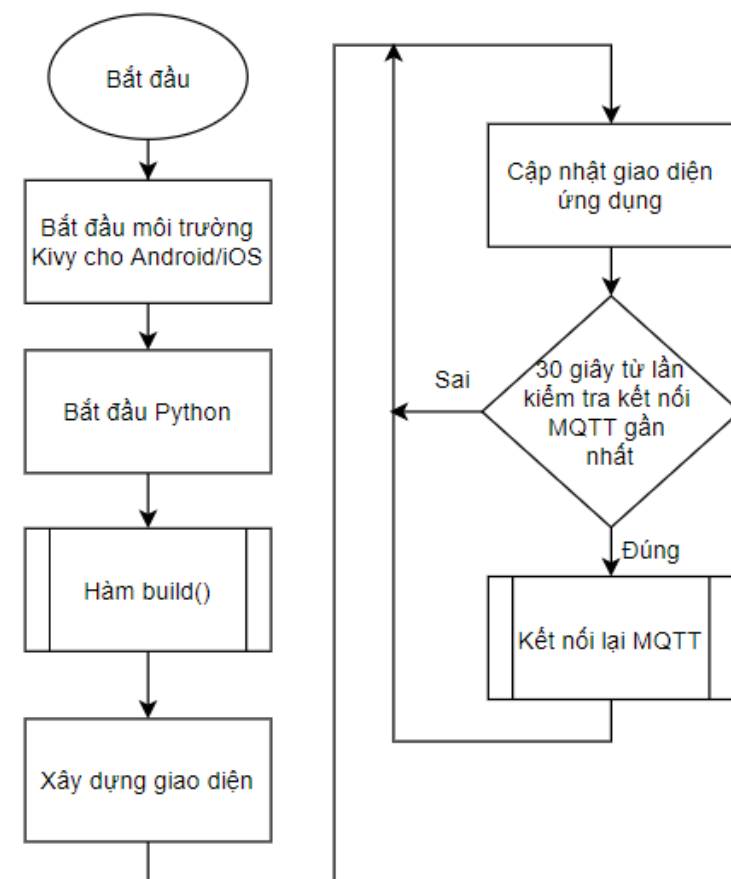 Bắt đầu
Bắt đầu môi trường
Kivy cho Android/iOS
Bắt đầu Python
Hàm build()
Xây dựng giao diện
Cập nhật giao diện
ứng dụng
30 giây từ lần
kiểm tra kết nối
MQTT gần
nhất
Sai
Đúng
Kết nối lại MQTT